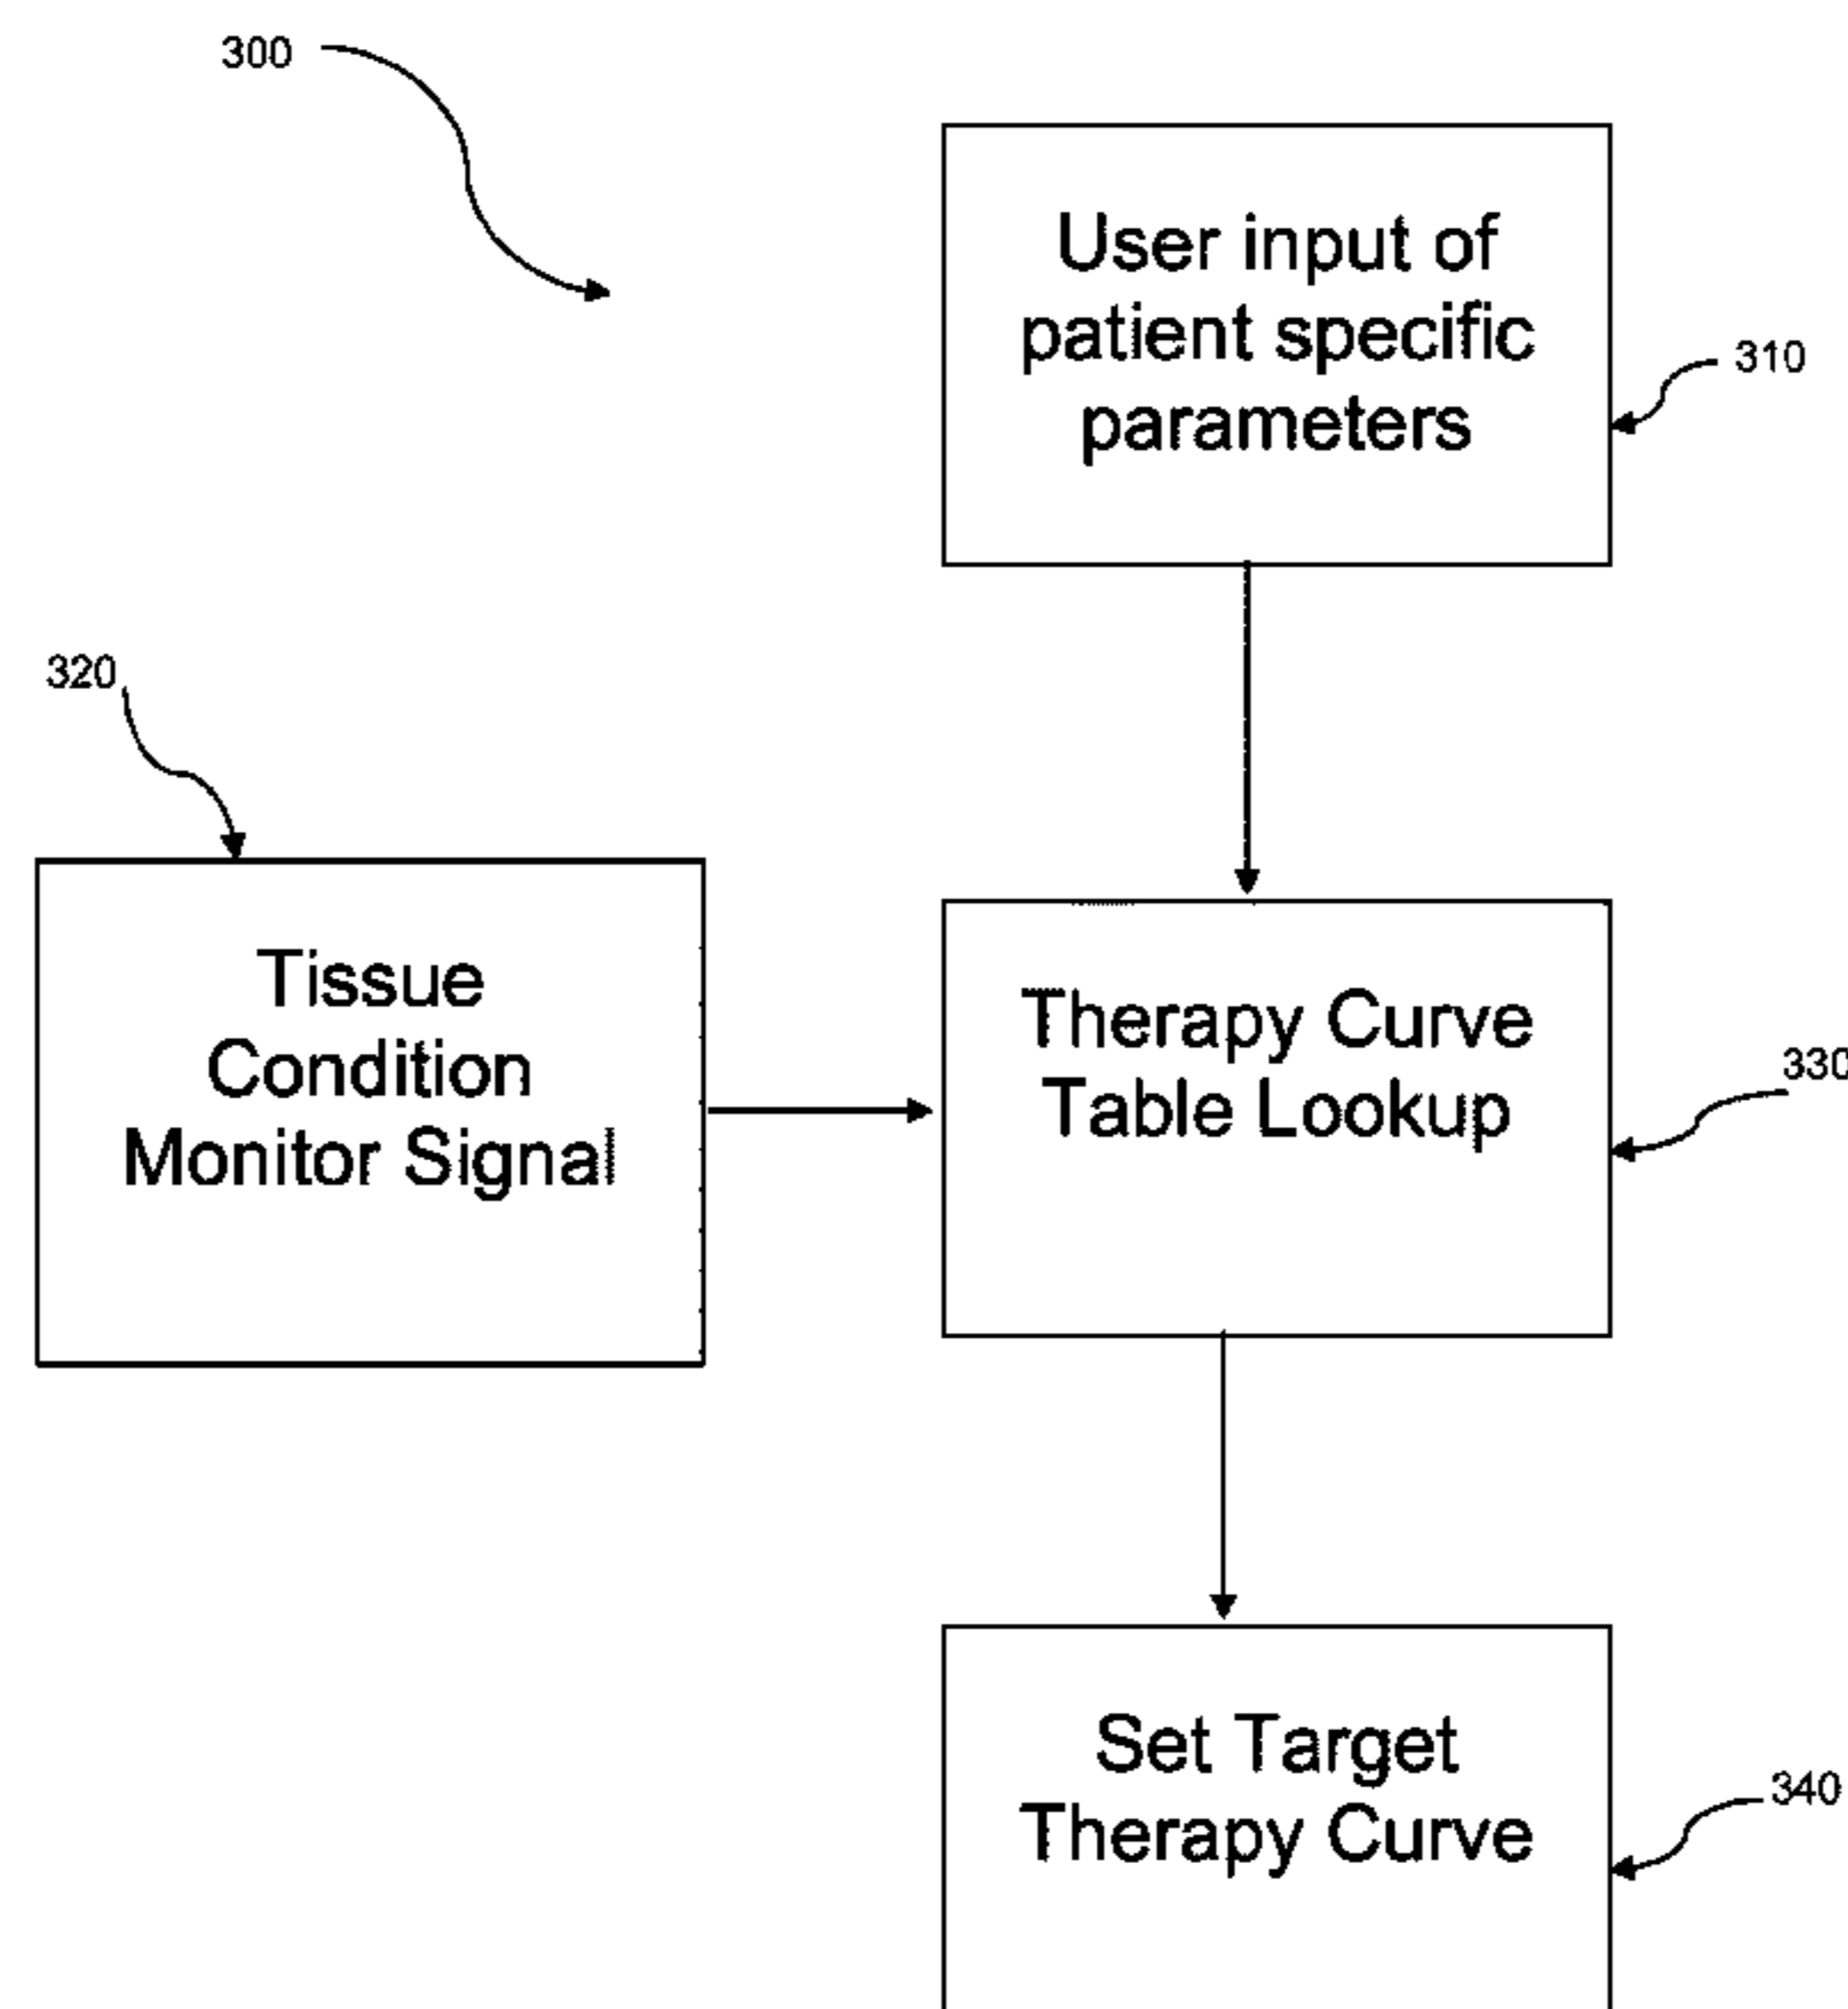 300
User input of
patient specific
parameters
310
320
Tissue
Condition
Monitor Signal
Therapy Curve
Table Lookup
330
Set Target
Therapy Curve
340